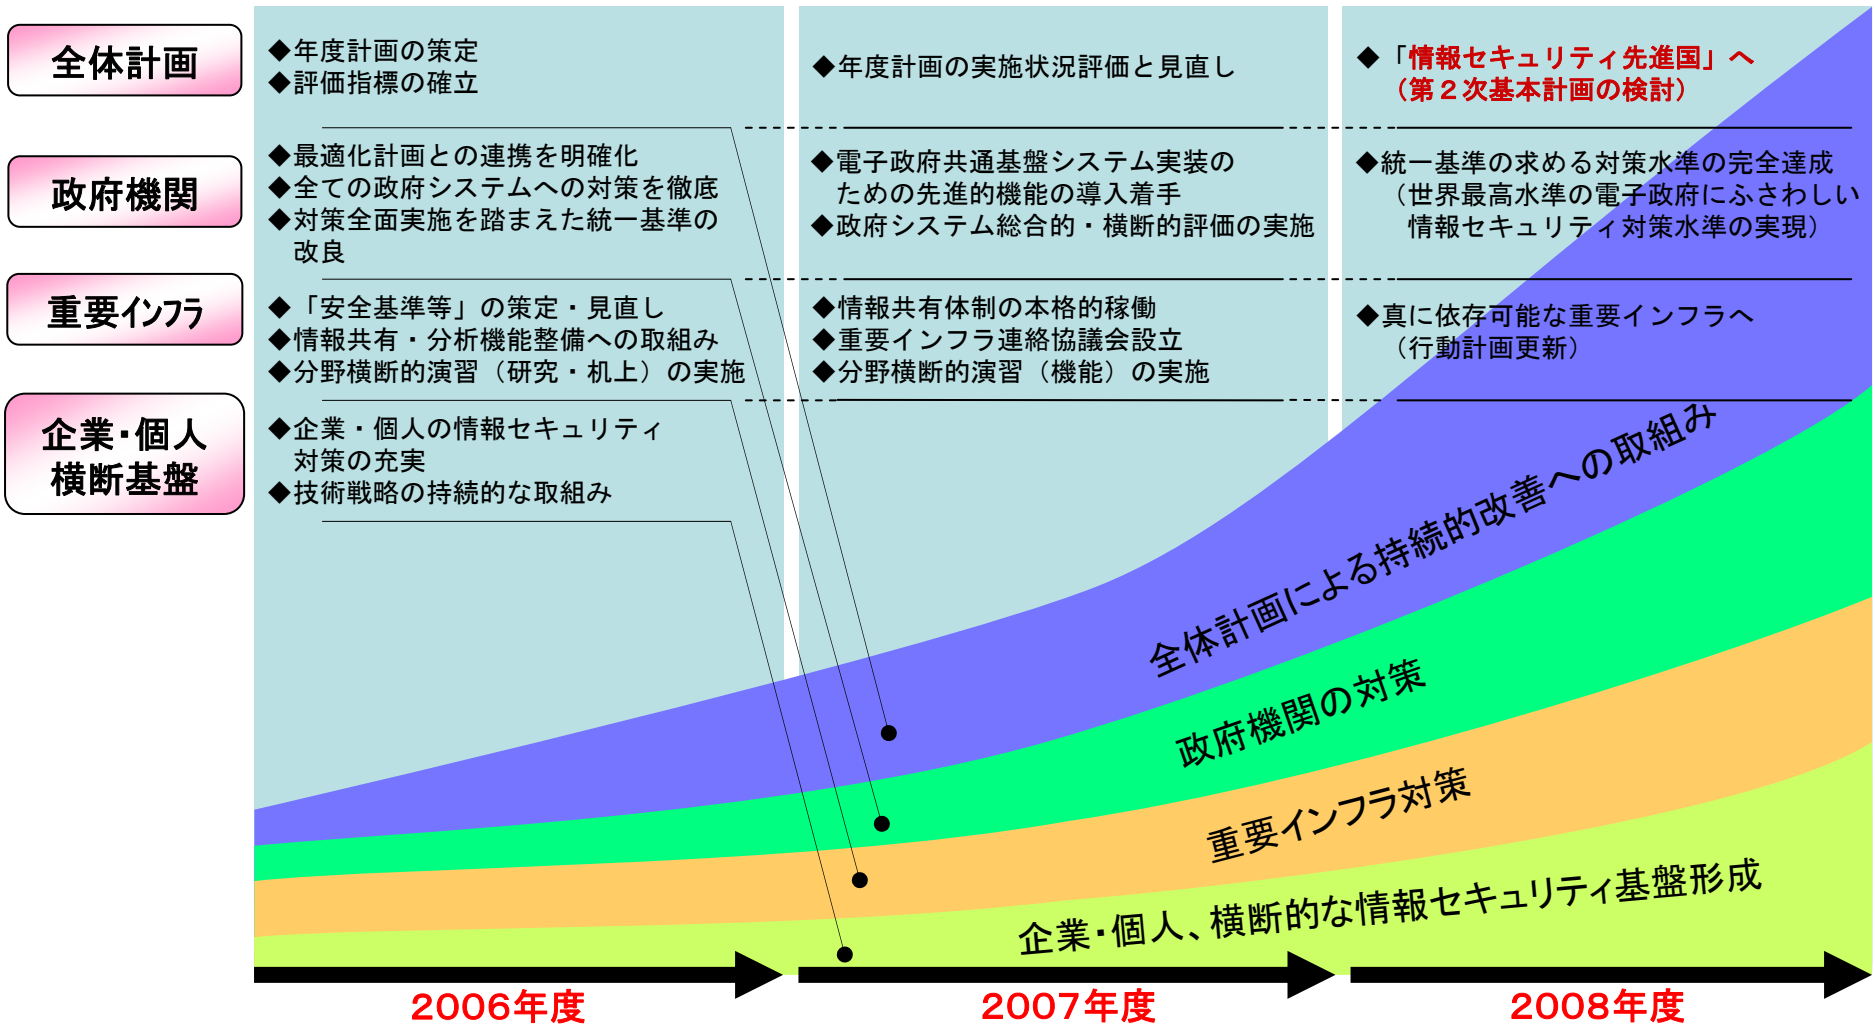 全体計画
◆年度計画の策定
◆評価指標の確立
◆年度計画の実施状況評価と見直し
◆「情報セキュリティ先進国」へ
（第２次基本計画の検討）
政府機関
◆最適化計画との連携を明確化
◆全ての政府システムへの対策を徹底
◆対策全面実施を踏まえた統一基準の
改良
◆電子政府共通基盤システム実装の
ための先進的機能の導入着手
◆政府システム総合的・横断的評価の実施
◆統一基準の求める対策水準の完全達成
（世界最高水準の電子政府にふさわしい
情報セキュリティ対策水準の実現）
重要インフラ
◆「安全基準等」の策定・見直し
◆情報共有・分析機能整備への取組み
◆分野横断的演習（研究・机上）の実施
◆情報共有体制の本格的稼働
◆重要インフラ連絡協議会設立
◆分野横断的演習（機能）の実施
◆真に依存可能な重要インフラへ
（行動計画更新）
企業・個人
横断基盤
◆企業・個人の情報セキュリティ
対策の充実
◆技術戦略の持続的な取組み
全体計画による持続的改善への取組み
政府機関の対策
重要インフラ対策
企業・個人、横断的な情報セキュリティ基盤形成
２００６年度
２００７年度
２００８年度